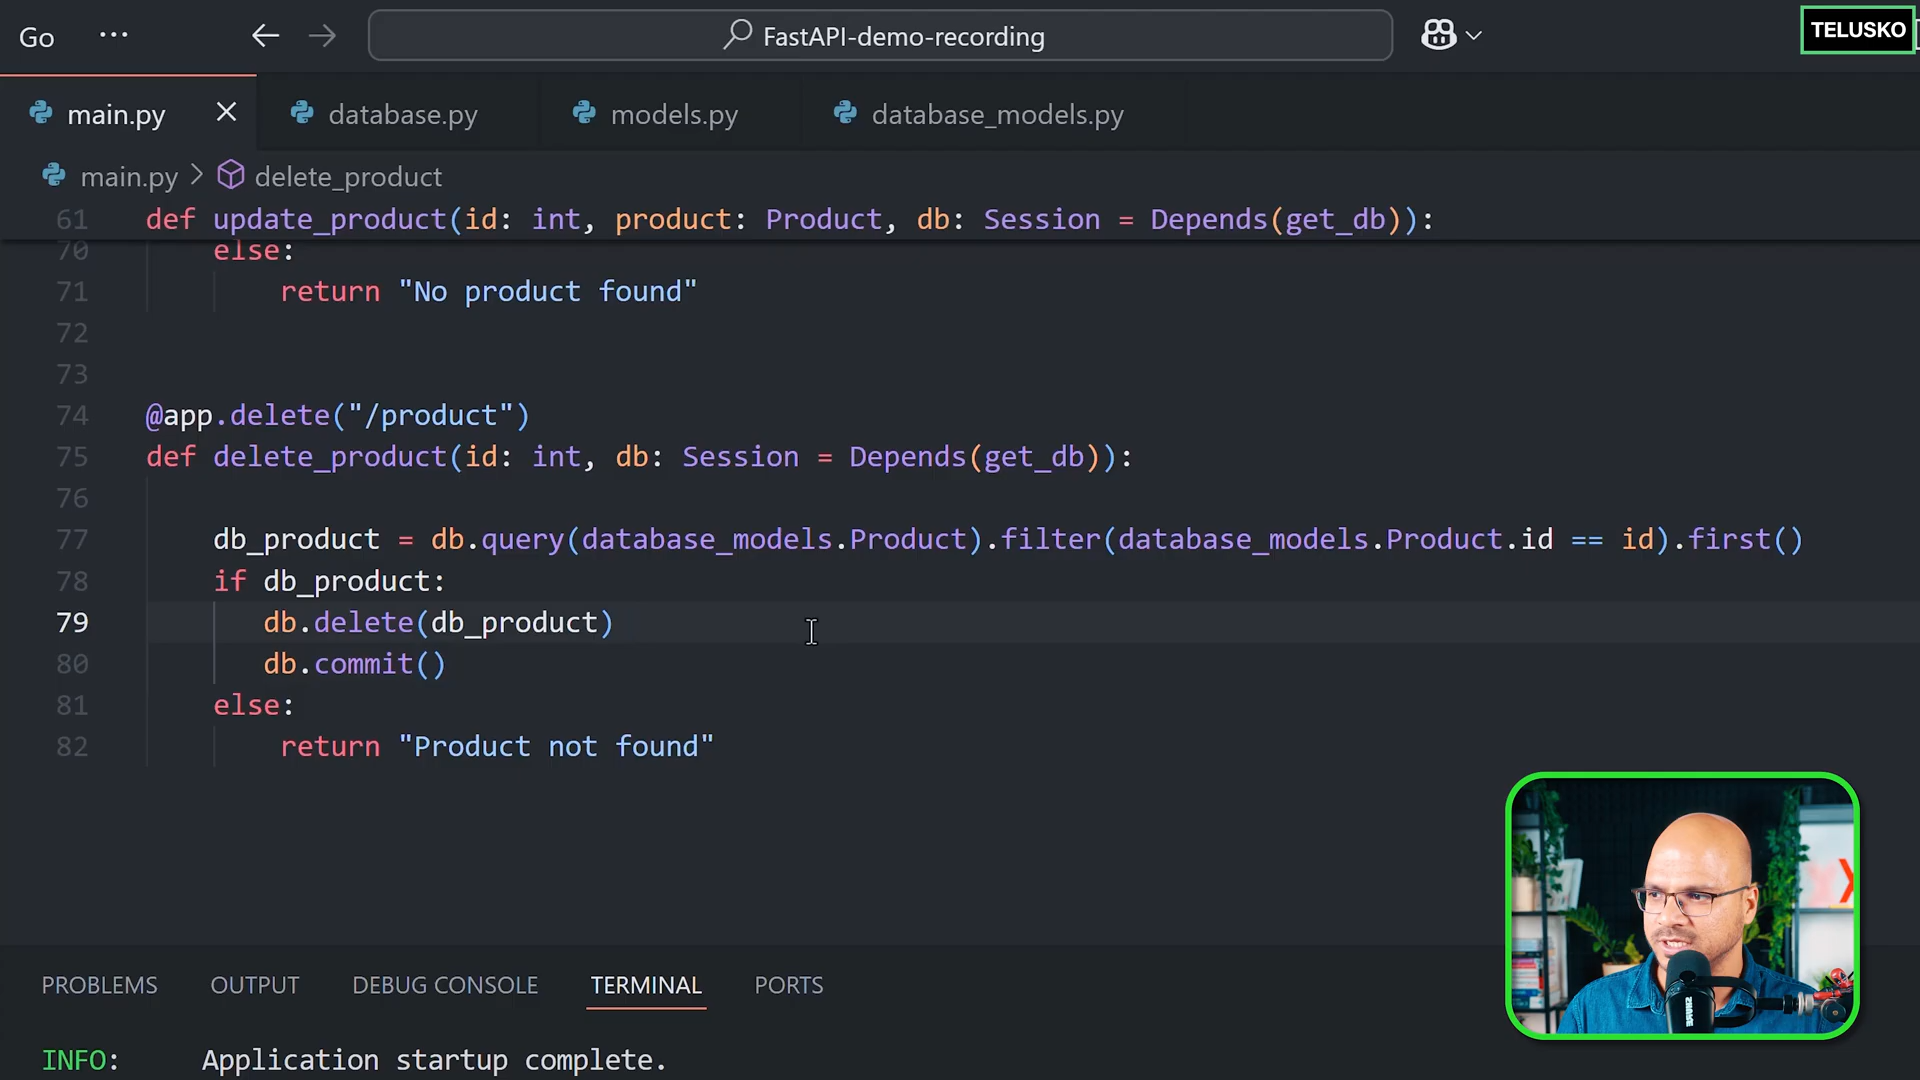 Go ... FastAPI-demo-recording TELUSKO
main.py database.py models.py database_models.py
main.py > delete_product
61 def update_product(id: int, product: Product, db: Session = Depends(get_db)):
70 else:
71 return "No product found"
72
73
74 @app.delete("/product")
75 def delete_product(id: int, db: Session = Depends(get_db)):
76
77 db_product = db.query(database_models.Product).filter(database_models.Product.id == id).first()
78 if db_product:
79 db.delete(db_product)
80 db.commit()
81 else:
82 return "Product not found"
PROBLEMS OUTPUT DEBUG CONSOLE TERMINAL PORTS
INFO: Application startup complete.